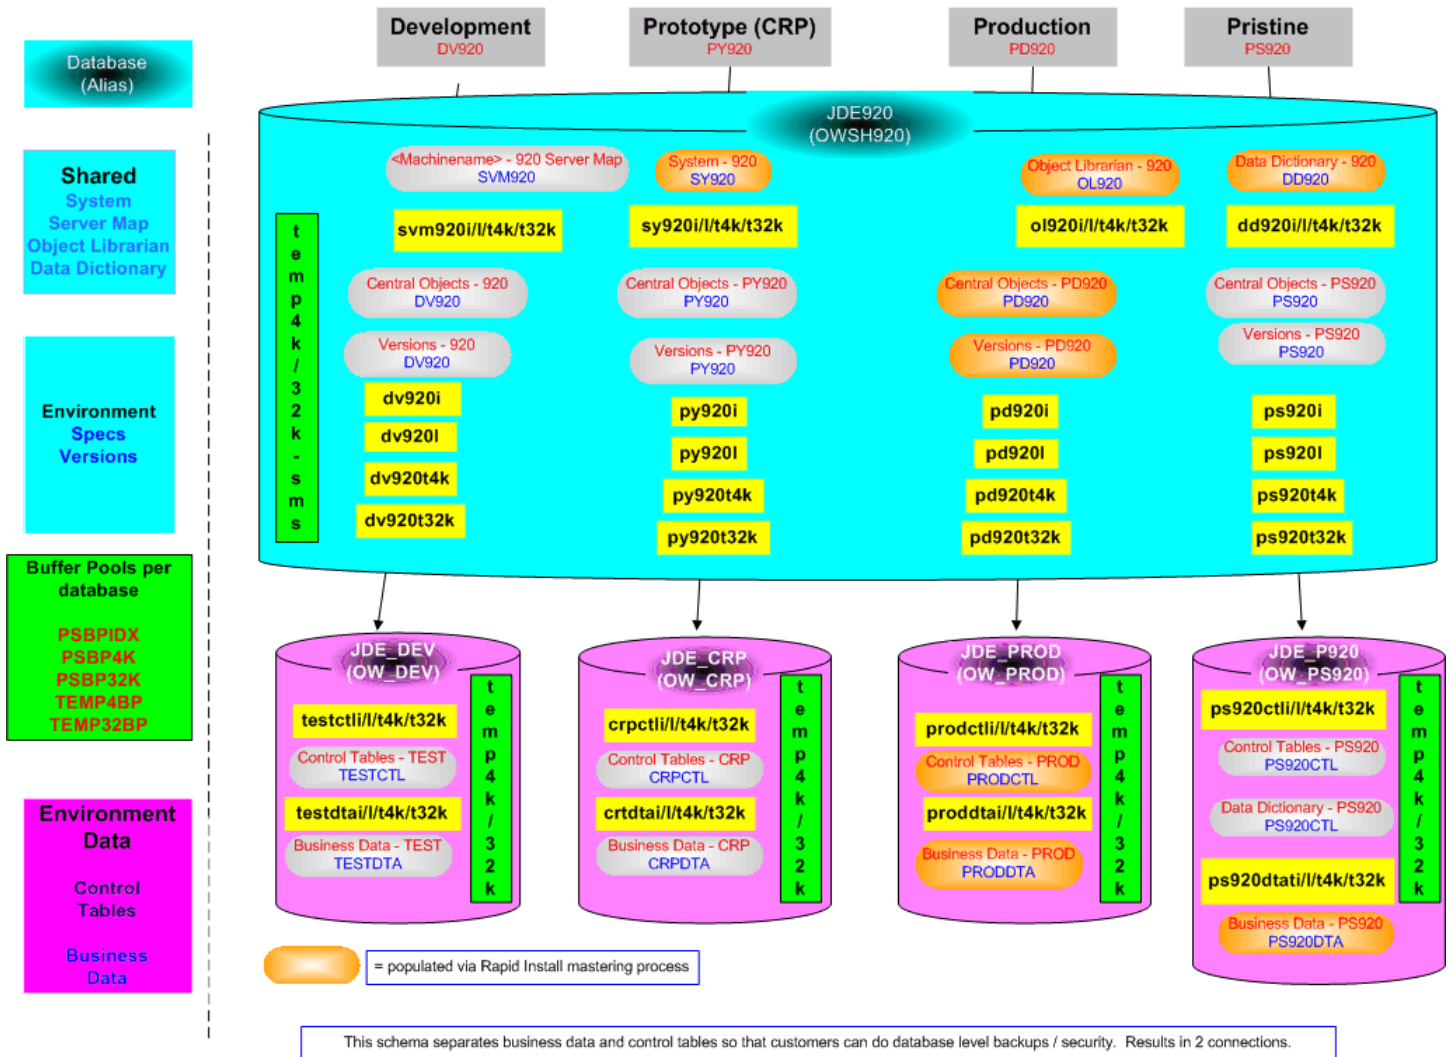 Development
DV920
Prototype (CRP)
PY920
Production
PD920
Pristine
PS920
Database
(Alias)
Shared
System
Server Map
Object Librarian
Data Dictionary
Environment
Specs
Versions
Buffer Pools per
database
PSBPIDX
PSBP4K
PSBP32K
TEMP4BP
TEMP32BP
Environment
Data
Control
Tables
Business
Data
JDE920
(OWSH920)
temp4k/32k-sms
<Machinename> - 920 Server Map
SVM920
System - 920
SY920
Object Librarian - 920
OL920
Data Dictionary - 920
DD920
svm920i/l/t4k/t32k
sy920i/l/t4k/t32k
ol920i/l/t4k/t32k
dd920i/l/t4k/t32k
Central Objects - 920
DV920
Central Objects - PY920
PY920
Central Objects - PD920
PD920
Central Objects - PS920
PS920
Versions - 920
DV920
Versions - PY920
PY920
Versions - PD920
PD920
Versions - PS920
PS920
dv920i
dv920l
dv920t4k
dv920t32k
py920i
py920l
py920t4k
py920t32k
pd920i
pd920l
pd920t4k
pd920t32k
ps920i
ps920l
ps920t4k
ps920t32k
JDE_DEV
(OW_DEV)
testctli/l/t4k/t32k
Control Tables - TEST
TESTCTL
testdtai/l/t4k/t32k
Business Data - TEST
TESTDTA
temp4k/32k
JDE_CRP
(OW_CRP)
crpctli/l/t4k/t32k
Control Tables - CRP
CRPCTL
crtdtai/l/t4k/t32k
Business Data - CRP
CRPDTA
temp4k/32k
JDE_PROD
(OW_PROD)
prodctli/l/t4k/t32k
Control Tables - PROD
PRODCTL
proddtai/l/t4k/t32k
Business Data - PROD
PRODDTA
temp4k/32k
JDE_P920
(OW_PS920)
ps920ctli/l/t4k/t32k
Control Tables - PS920
PS920CTL
Data Dictionary - PS920
PS920CTL
ps920dtati/l/t4k/t32k
Business Data - PS920
PS920DTA
temp4k/32k
= populated via Rapid Install mastering process
This schema separates business data and control tables so that customers can do database level backups / security.  Results in 2 connections.